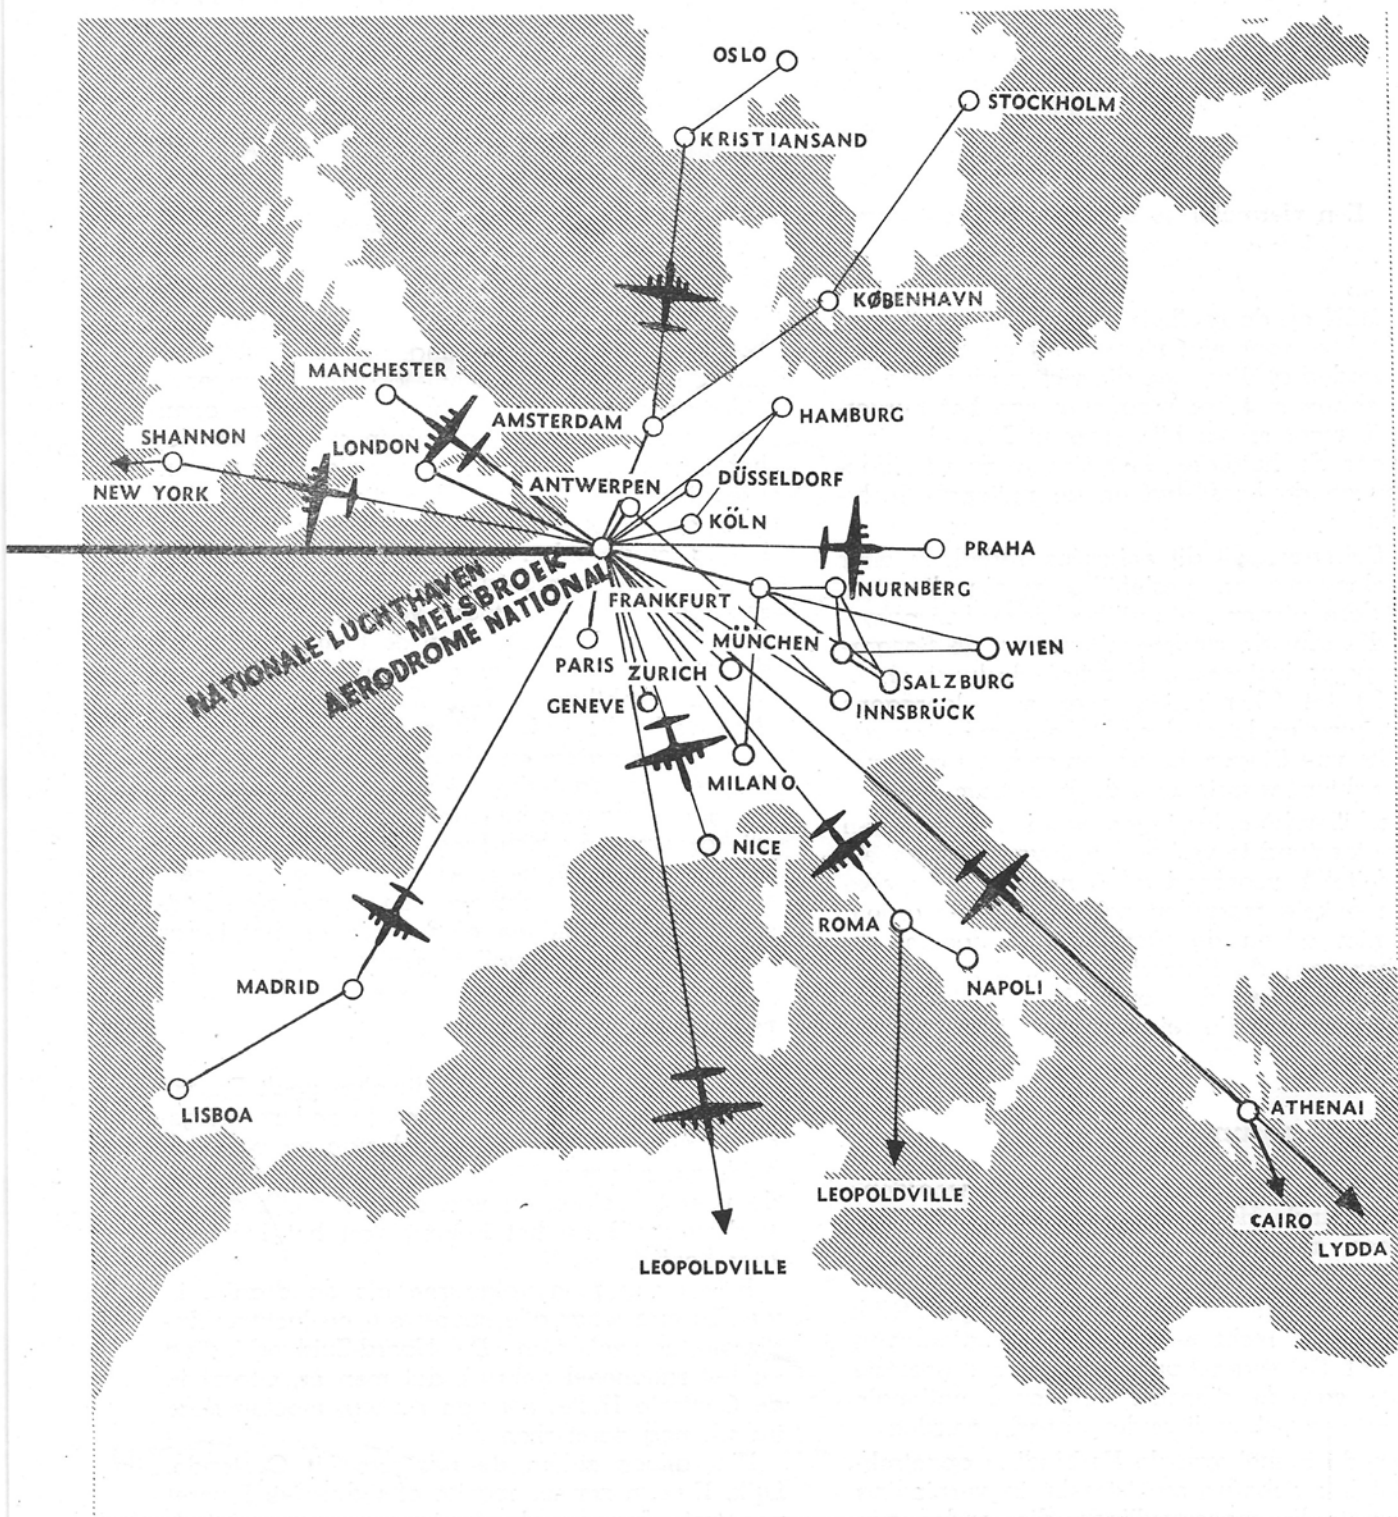 OSLO
STOCKHOLM
KRISTIANSAND
KØBENHAVN
MANCHESTER
HAMBURG
AMSTERDAM
SHANNON
LONDON
DÜSSELDORF
ANTWERPEN
NEW YORK
KÖLN
PRAHA
NATIONALE LUCHTHAVEN
MELSBROEK
AERODROME NATIONAL
NURNBERG
FRANKFURT
MÜNCHEN
WIEN
PARIS
ZURICH
SALZBURG
GENEVE
INNSBRÜCK
MILANO
NICE
ROMA
MADRID
NAPOLI
LISBOA
ATHENAI
LEOPOLDVILLE
CAIRO
LYDDA
LEOPOLDVILLE